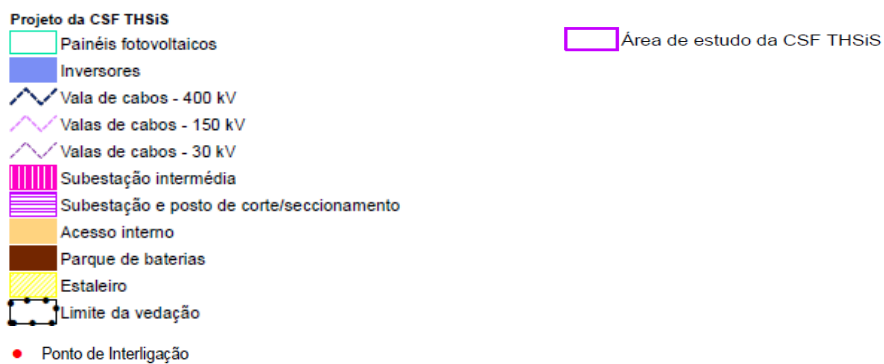 Projeto da CSF THSiS
Painéis fotovoltaicos
Inversores
Vala de cabos - 400 kV
Valas de cabos - 150 kV
Valas de cabos - 30 kV
Subestação intermédia
Subestação e posto de corte/seccionamento
Acesso interno
Parque de baterias
Estaleiro
Limite da vedação
Ponto de Interligação
Área de estudo da CSF THSiS